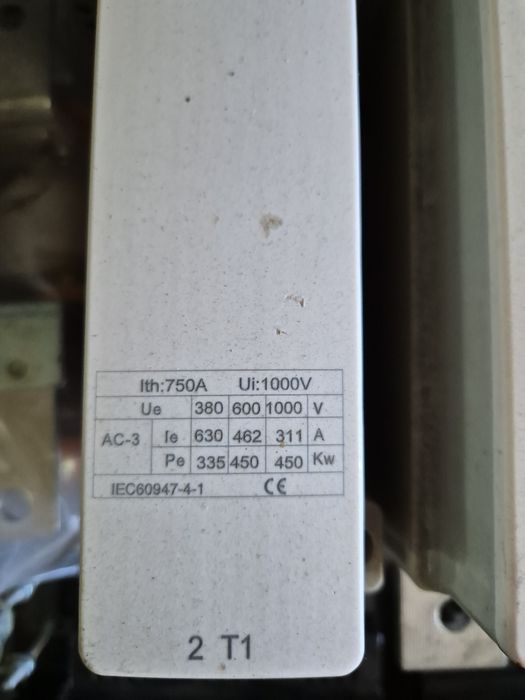 Ith:750A Ui:1000V
Ue 380 600 1000 V
AC-3 Ie 630 462 311 A
Pe 335 450 450 Kw
IEC60947-4-1 CE
2 T1